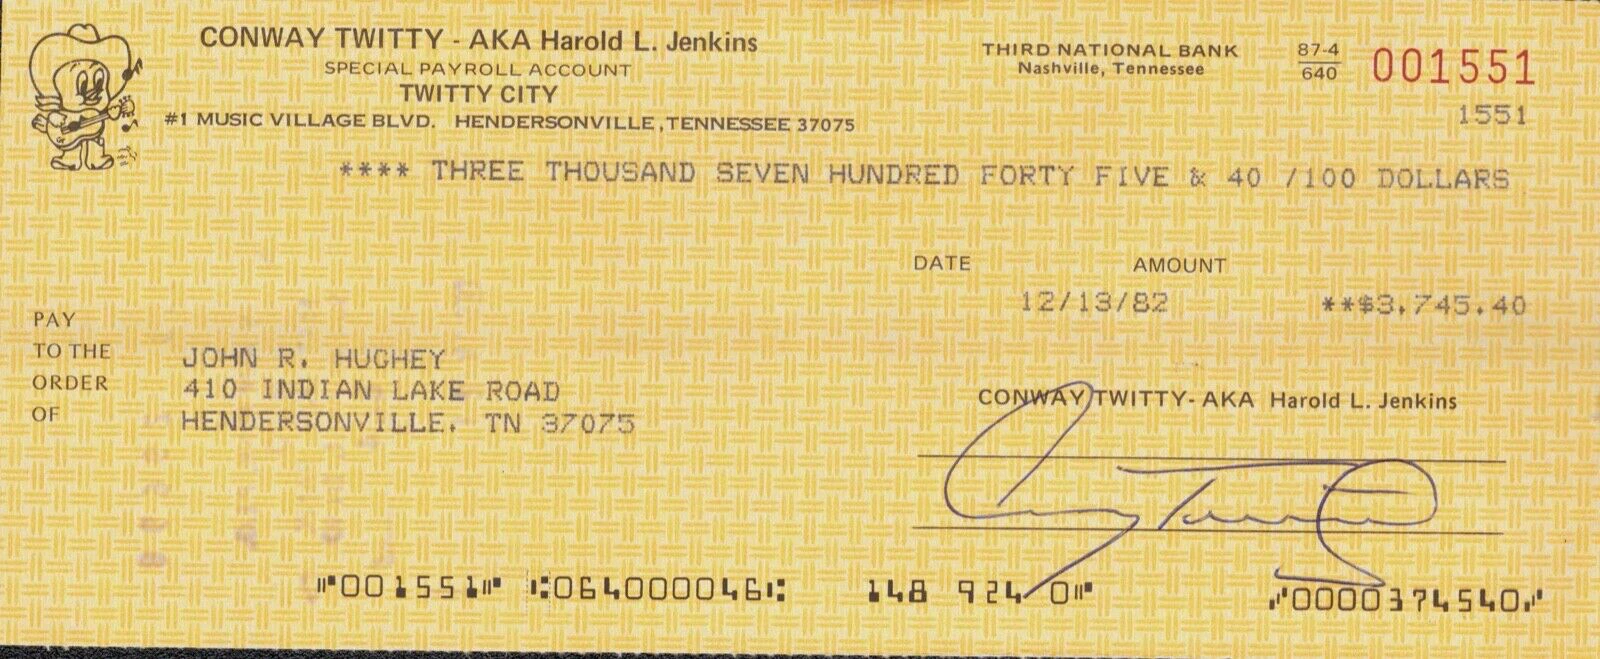 CONWAY TWITTY - AKA Harold L. Jenkins
SPECIAL PAYROLL ACCOUNT
TWITTY CITY
#1 MUSIC VILLAGE BLVD. HENDERSONVILLE, TENNESSEE 37075
THIRD NATIONAL BANK
Nashville, Tennessee
87-4
640
001551
1551
**** THREE THOUSAND SEVEN HUNDRED FORTY FIVE & 40 /100 DOLLARS
DATE AMOUNT
12/13/82 **$3,745.40
PAY
TO THE
ORDER
OF
JOHN R. HUGHEY
410 INDIAN LAKE ROAD
HENDERSONVILLE, TN 37075
CONWAY TWITTY - AKA Harold L. Jenkins
Conway Twitty
⑈001551⑈ ⑆064000046⑆ 148 924 0⑈ ⑇0000374540⑇